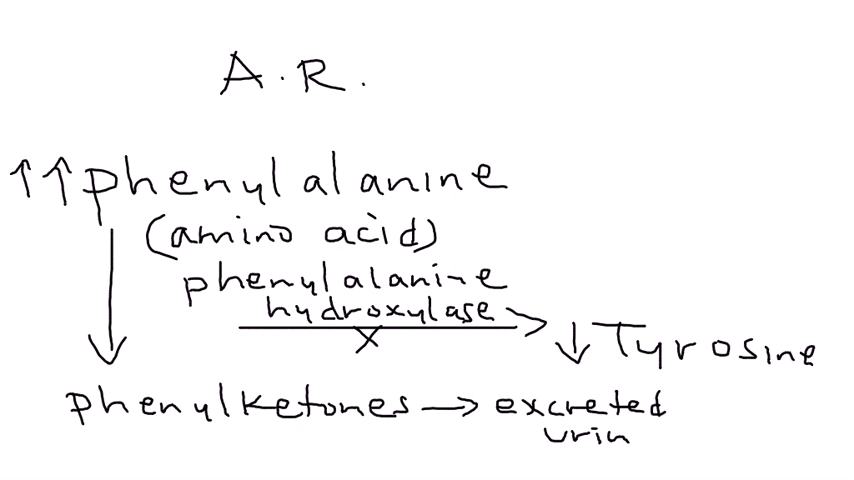 A.R.
↑↑phenylalanine
(amino acid)
phenylalanine
hydroxylase
↓ Tyrosine
phenylketones → excreted
urin